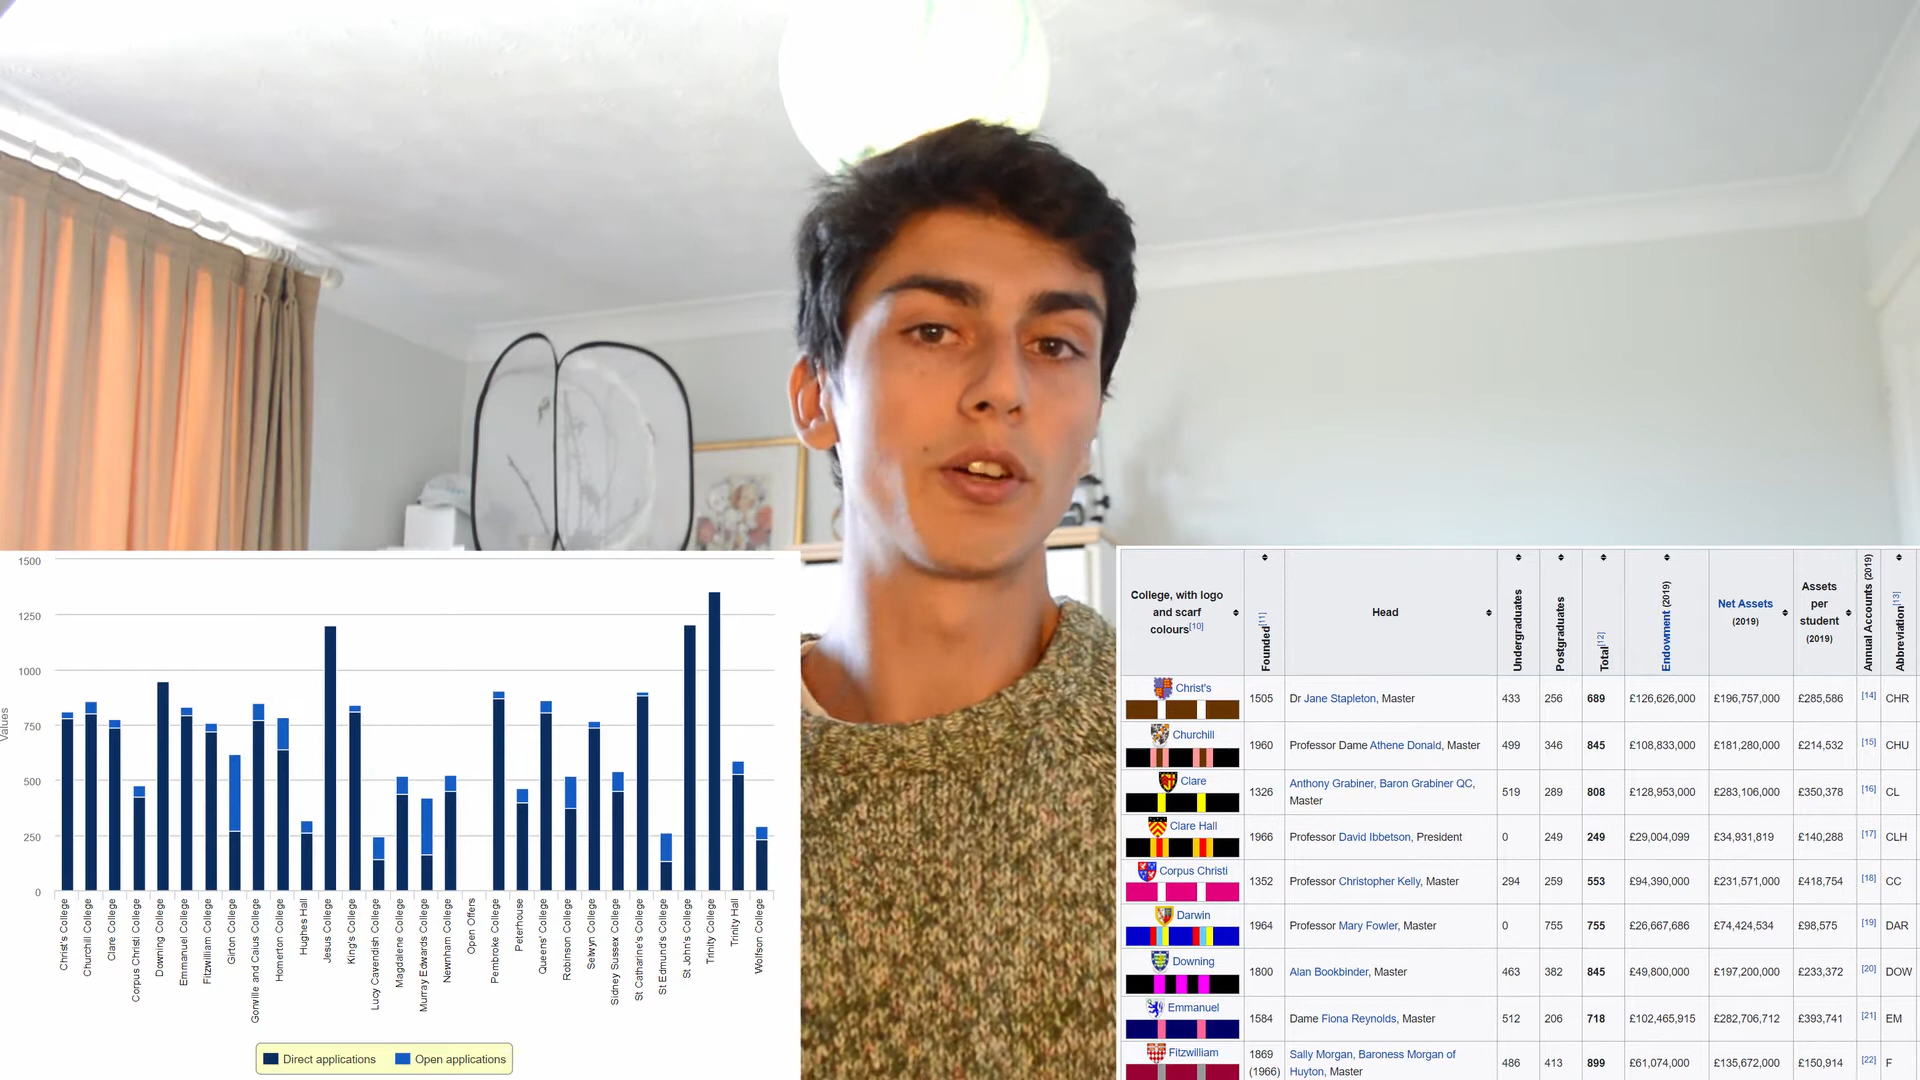 1500
1250
1000
750
500
250
0
Values
Christ's College
Churchill College
Clare College
Corpus Christi College
Downing College
Emmanuel College
Fitzwilliam College
Girton College
Gonville and Caius College
Homerton College
Hughes Hall
Jesus College
King's College
Lucy Cavendish College
Magdalene College
Murray Edwards College
Newnham College
Open Offers
Pembroke College
Peterhouse
Queens' College
Robinson College
Selwyn College
Sidney Sussex College
St Catharine's College
St Edmund's College
St John's College
Trinity College
Trinity Hall
Wolfson College
Direct applications
Open applications
College, with logo
and scarf
colours[10]
Founded[11]
Head
Undergraduates
Postgraduates
Total[12]
Endowment (2019)
Net Assets
(2019)
Assets
per
student
(2019)
Annual Accounts (2019)
Abbreviation[13]
Christ's 1505 Dr Jane Stapleton, Master 433 256 689 £126,626,000 £196,757,000 £285,586 [14] CHR
Churchill 1960 Professor Dame Athene Donald, Master 499 346 845 £108,833,000 £181,280,000 £214,532 [15] CHU
Clare 1326 Anthony Grabiner, Baron Grabiner QC,
Master 519 289 808 £128,953,000 £283,106,000 £350,378 [16] CL
Clare Hall 1966 Professor David Ibbetson, President 0 249 249 £29,004,099 £34,931,819 £140,288 [17] CLH
Corpus Christi 1352 Professor Christopher Kelly, Master 294 259 553 £94,390,000 £231,571,000 £418,754 [18] CC
Darwin 1964 Professor Mary Fowler, Master 0 755 755 £26,667,686 £74,424,534 £98,575 [19] DAR
Downing 1800 Alan Bookbinder, Master 463 382 845 £49,800,000 £197,200,000 £233,372 [20] DOW
Emmanuel 1584 Dame Fiona Reynolds, Master 512 206 718 £102,465,915 £282,706,712 £393,741 [21] EM
Fitzwilliam 1869
(1966) Sally Morgan, Baroness Morgan of
Huyton, Master 486 413 899 £61,074,000 £135,672,000 £150,914 [22] F